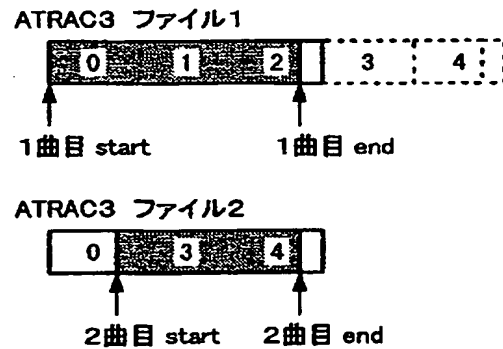 ATRAC3 ファイル1
0 1 2 3 4
1曲目 start 1曲目 end
ATRAC3 ファイル2
0 3 4
2曲目 start 2曲目 end